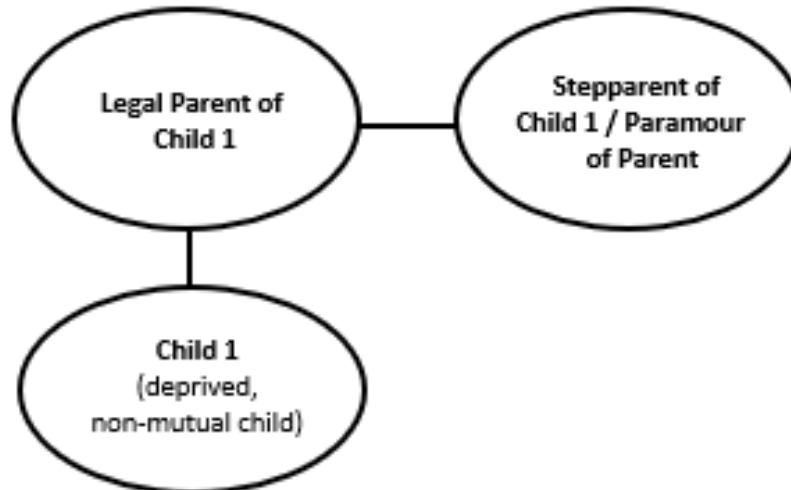 Legal Parent of
Child 1
Stepparent of
Child 1 / Paramour
of Parent
Child 1
(deprived,
non-mutual child)